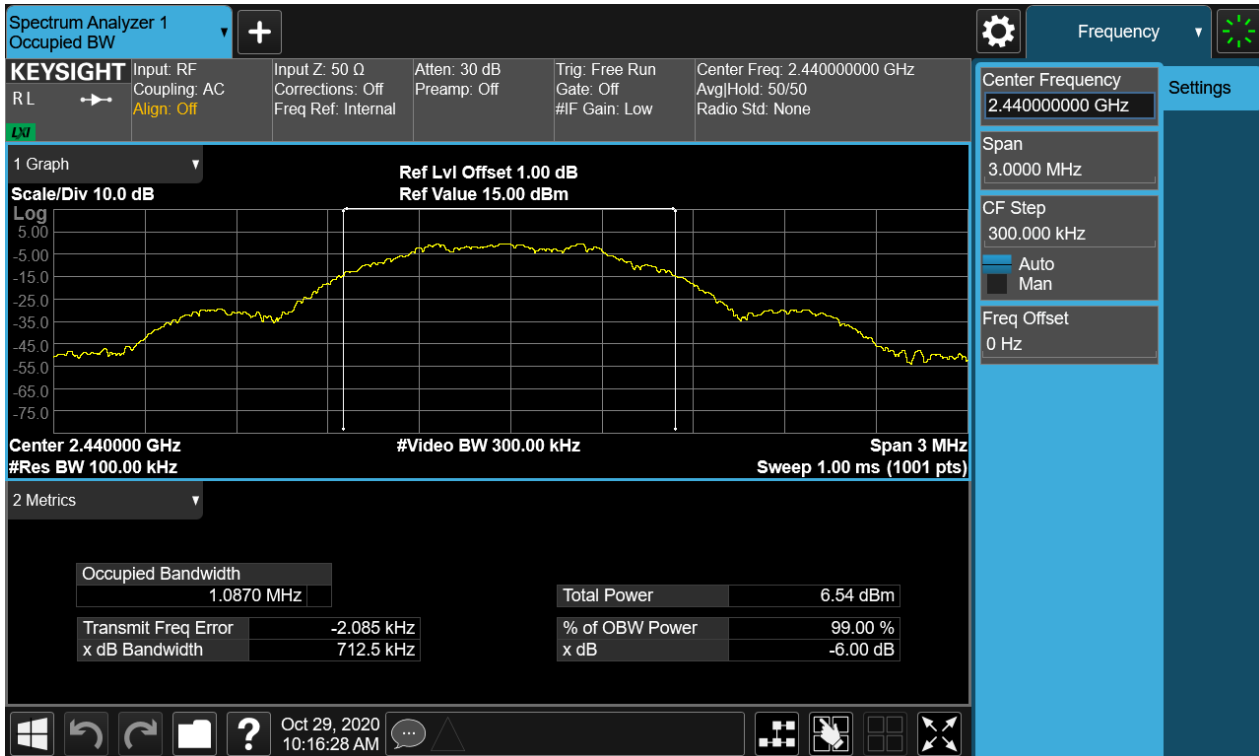 Spectrum Analyzer 1
Occupied BW
Frequency
KEYSIGHT
R L
LXI
Input: RF
Coupling: AC
Align: Off
Input Z: 50 Ω
Corrections: Off
Freq Ref: Internal
Atten: 30 dB
Preamp: Off
Trig: Free Run
Gate: Off
#IF Gain: Low
Center Freq: 2.440000000 GHz
Avg|Hold: 50/50
Radio Std: None
Center Frequency
2.440000000 GHz
Settings
Span
3.0000 MHz
CF Step
300.000 kHz
Auto
Man
Freq Offset
0 Hz
1 Graph
Scale/Div 10.0 dB
Ref Lvl Offset 1.00 dB
Ref Value 15.00 dBm
Log
5.00
-5.00
-15.0
-25.0
-35.0
-45.0
-55.0
-65.0
-75.0
Center 2.440000 GHz
#Video BW 300.00 kHz
Span 3 MHz
#Res BW 100.00 kHz
Sweep 1.00 ms (1001 pts)
2 Metrics
Occupied Bandwidth
1.0870 MHz
Total Power 6.54 dBm
Transmit Freq Error -2.085 kHz
% of OBW Power 99.00 %
x dB Bandwidth 712.5 kHz
x dB -6.00 dB
?
Oct 29, 2020
10:16:28 AM